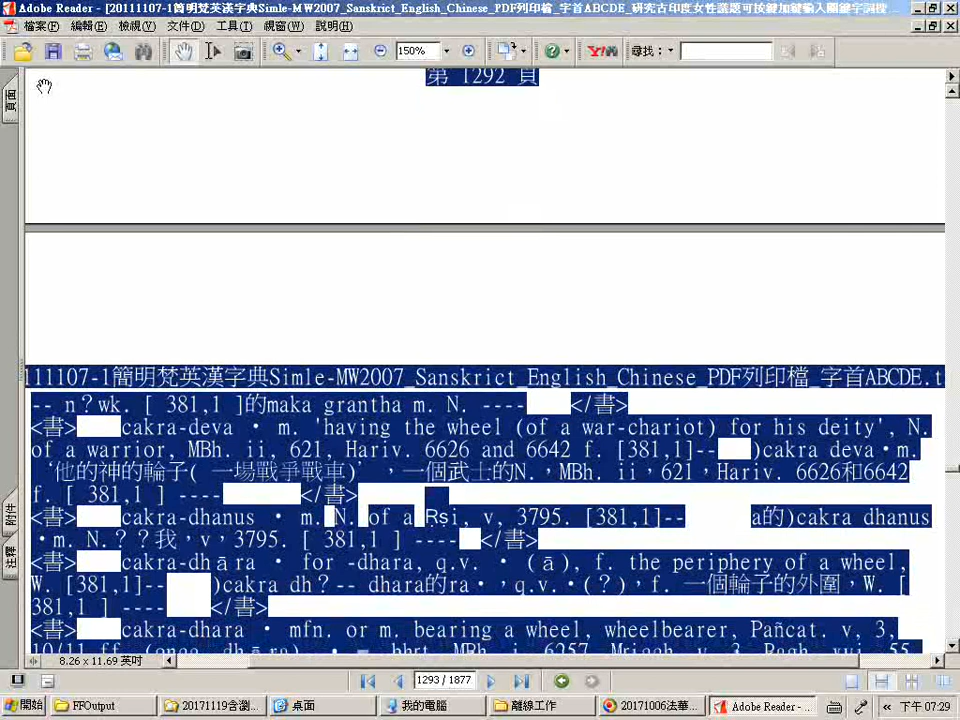 Adobe Reader - [20111107-1簡明梵英漢字典Simle-MW2007_Sanskrict_English_Chinese_PDF列印檔_字首ABCDE_研究古印度女性議題可按鍵加鍵輸入關鍵字詞搜...
檔案(F) 編輯(E) 檢視(V) 文件(D) 工具(T) 視窗(W) 說明(H)
150% 尋找:
頁面
第 1292 頁
111107-1簡明梵英漢字典Simle-MW2007_Sanskrict_English_Chinese_PDF列印檔_字首ABCDE.t
-- n？wk. [ 381,1 ]的maka grantha m. N. ---- </書>
<書> cakra-deva · m. 'having the wheel (of a war-chariot) for his deity', N.
of a warrior, MBh. ii, 621, Hariv. 6626 and 6642 f. [381,1]-- )cakra deva·m.
‘他的神的輪子( 一場戰爭戰車)’，一個武士的N.，MBh. ii，621，Hariv. 6626和6642
f. [ 381,1 ] ---- </書>
<書> cakra-dhanus · m. N. of a Ṛṣi, v, 3795. [381,1]-- a的)cakra dhanus
·m. N.？？我，v，3795. [ 381,1 ] ---- </書>
<書> cakra-dhāra · for -dhara, q.v. · (ā), f. the periphery of a wheel,
W. [381,1]-- )cakra dh？-- dhara的ra·，q.v.·(？)，f. 一個輪子的外圍，W. [
381,1 ] ---- </書>
<書> cakra-dhara · mfn. or m. bearing a wheel, wheelbearer, Pañcat. v, 3,
附件
注釋
8.26 x 11.69 英吋
1293 / 1877
開始 FFOutput 20171119含瀏... 桌面 我的電腦 離線工作 20171006法華... Adobe Reader - ... 下午 07:29